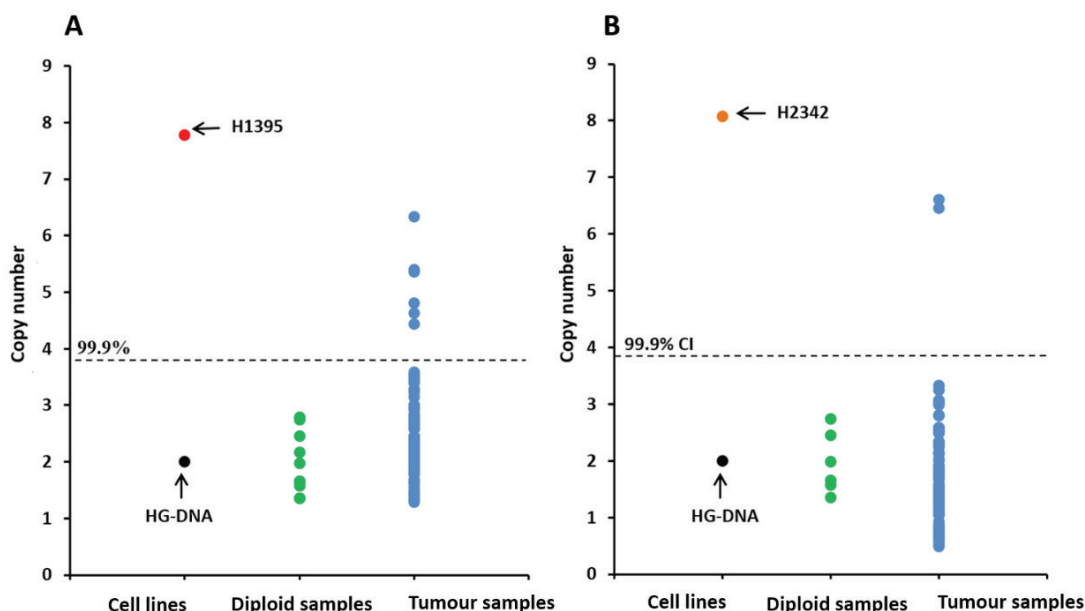 A
Copy number
9
8
7
6
5
4
3
2
1
0
H1395
99.9%
HG-DNA
Cell lines
Diploid samples
Tumour samples
B
Copy number
9
8
7
6
5
4
3
2
1
0
H2342
99.9% CI
HG-DNA
Cell lines
Diploid samples
Tumour samples